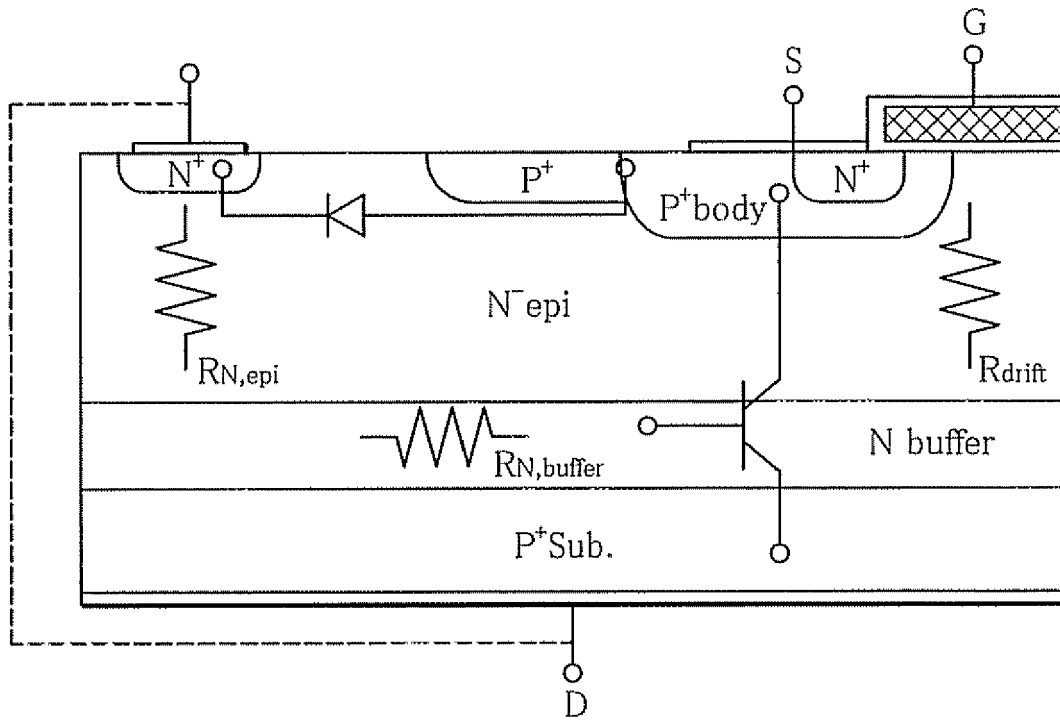 G
S
N⁺
P⁺
P⁺body
N⁺
N⁻epi
RN,epi
Rdrift
RN,buffer
N buffer
P⁺Sub.
D